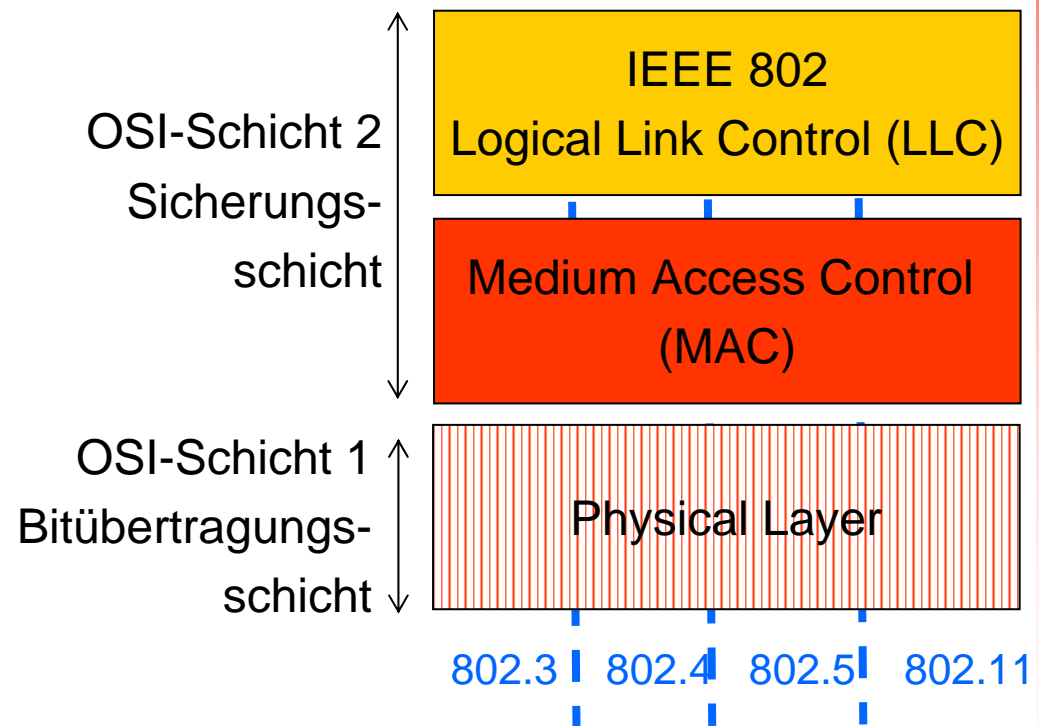 IEEE 802
Logical Link Control (LLC)
OSI-Schicht 2
Sicherungs-
schicht
Medium Access Control
(MAC)
OSI-Schicht 1
Bitübertragungs-
schicht
Physical Layer
802.3 802.4 802.5 802.11